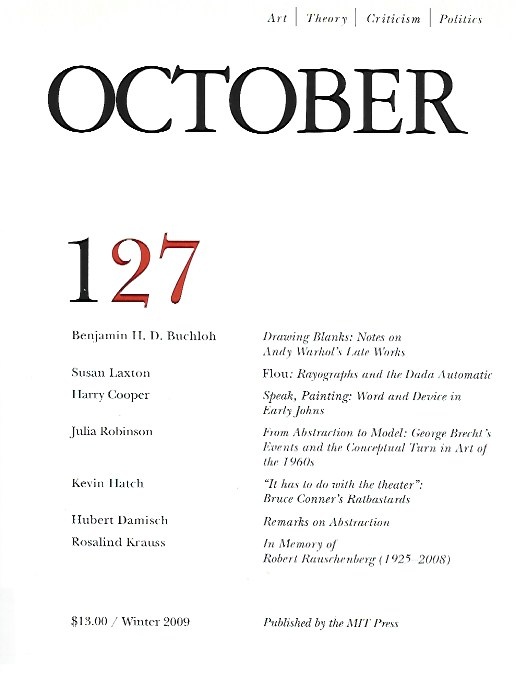 Art | Theory | Criticism | Politics
OCTOBER
127
Benjamin H. D. Buchloh
Drawing Blanks: Notes on
Andy Warhol's Late Works
Susan Laxton
Flou: Rayographs and the Dada Automatic
Harry Cooper
Speak, Painting: Word and Device in
Early Johns
Julia Robinson
From Abstraction to Model: George Brecht's
Events and the Conceptual Turn in Art of
the 1960s
Kevin Hatch
"It has to do with the theater":
Bruce Conner's Ratbastards
Hubert Damisch
Remarks on Abstraction
Rosalind Krauss
In Memory of
Robert Rauschenberg (1925–2008)
$13.00 / Winter 2009
Published by the MIT Press